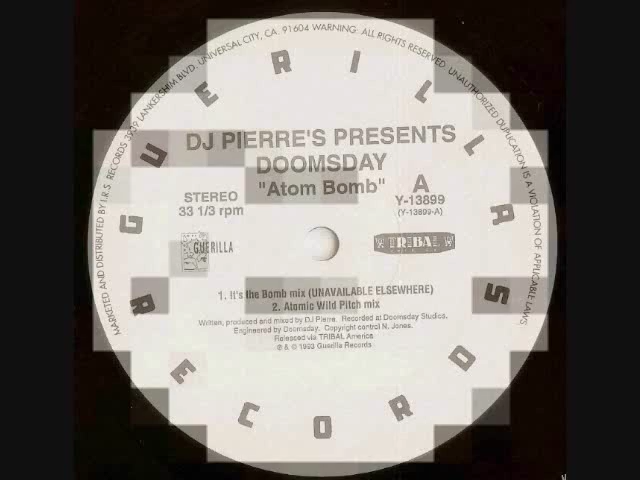 MARKETED AND DISTRIBUTED BY I.R.S. RECORDS 3939 LANKERSHIM BLVD, UNIVERSAL CITY, CA. 91604 WARNING: ALL RIGHTS RESERVED. UNAUTHORIZED DUPLICATION IS A VIOLATION OF APPLICABLE LAWS
GUERILLA RECORDS
DJ PIERRE'S PRESENTS
DOOMSDAY
"Atom Bomb"
STEREO
33 1/3 rpm
A
Y-13899
(Y-13899-A)
GUERILLA
TRIBAL
1. It's the Bomb mix (UNAVAILABLE ELSEWHERE)
2. Atomic Wild Pitch mix
Written, produced and mixed by DJ Pierre. Recorded at Doomsday Studios.
Engineered by Doomsday. Copyright control N. Jones.
Released via TRIBAL America
℗ & © 1993 Guerilla Records